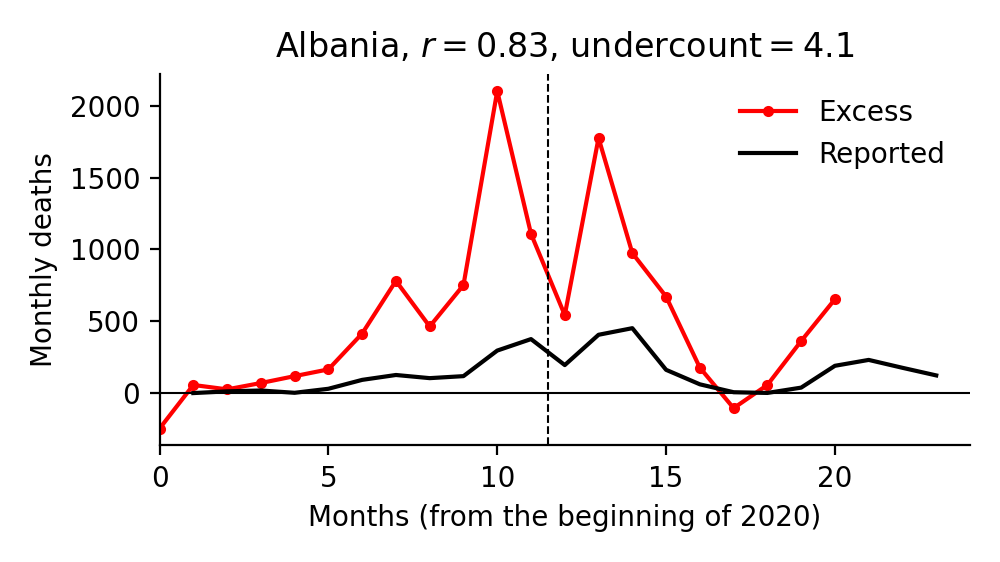 Albania, r = 0.83, undercount = 4.1
Excess
Reported
Monthly deaths
2000
1500
1000
500
0
0 5 10 15 20
Months (from the beginning of 2020)